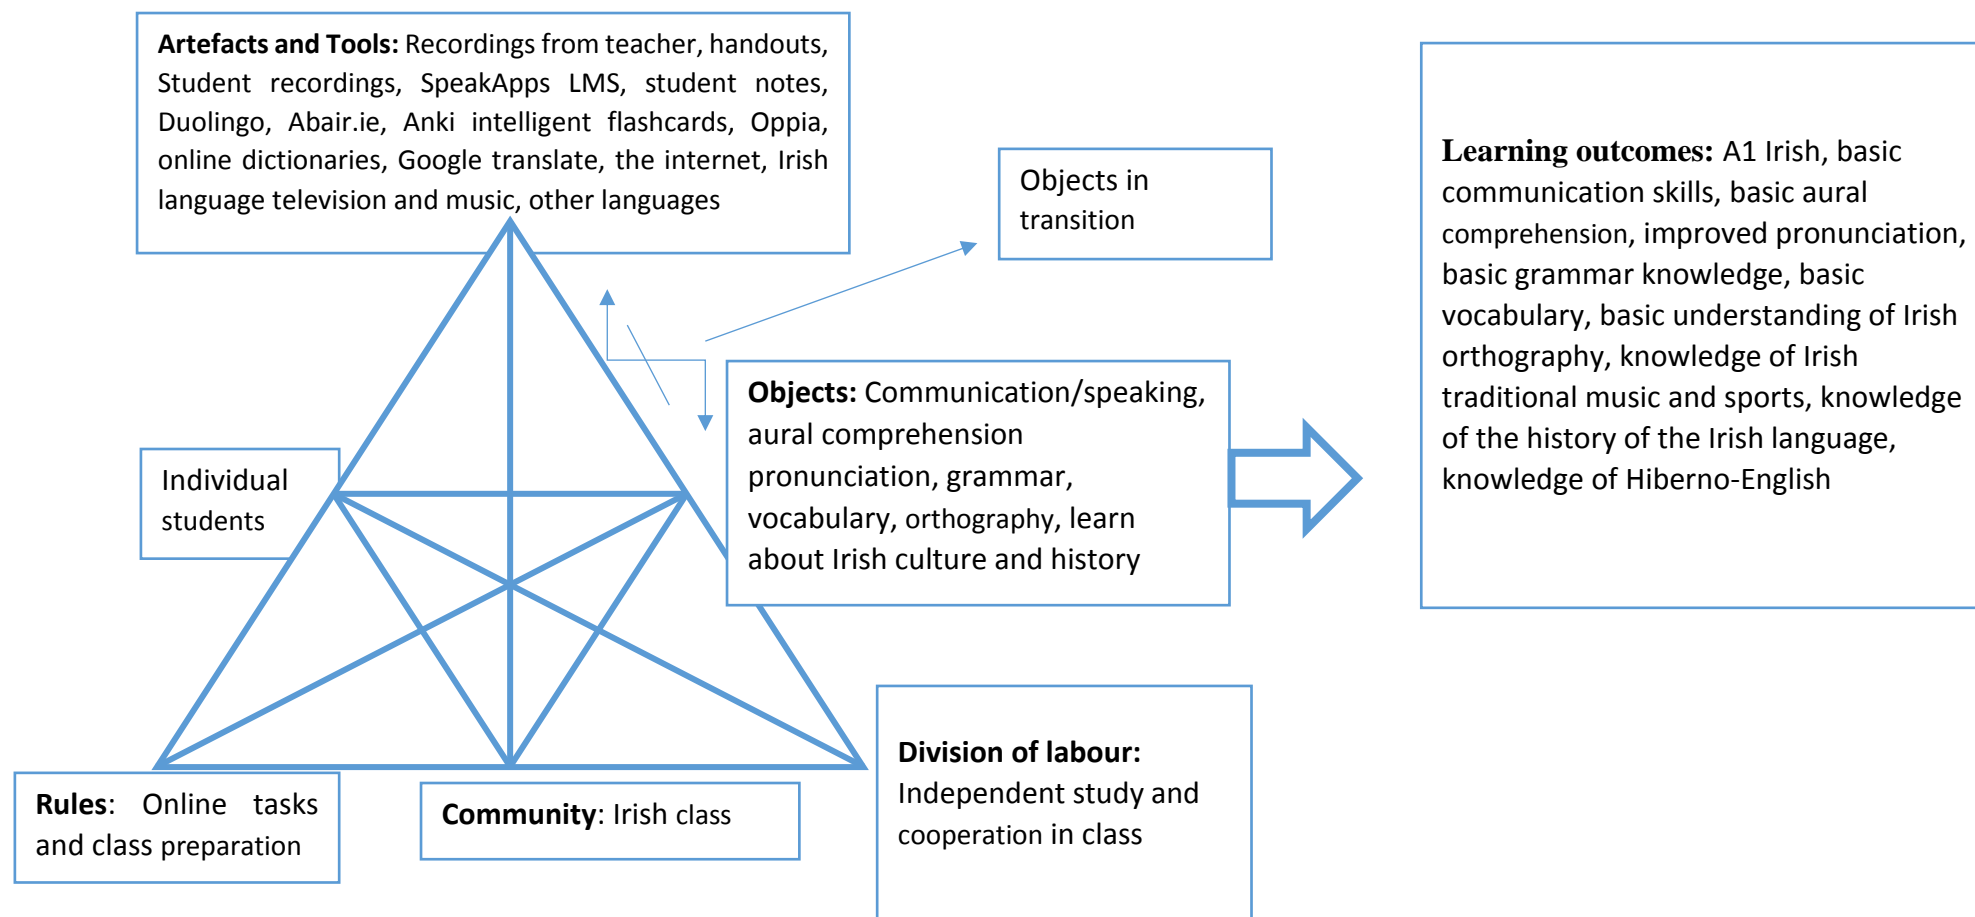 Artefacts and Tools: Recordings from teacher, handouts,
Student recordings, SpeakApps LMS, student notes,
Duolingo, Abair.ie, Anki intelligent flashcards, Oppia,
online dictionaries, Google translate, the internet, Irish
language television and music, other languages
Objects in
transition
Learning outcomes: A1 Irish, basic
communication skills, basic aural
comprehension, improved pronunciation,
basic grammar knowledge, basic
vocabulary, basic understanding of Irish
orthography, knowledge of Irish
traditional music and sports, knowledge
of the history of the Irish language,
knowledge of Hiberno-English
Individual
students
Objects: Communication/speaking,
aural comprehension
pronunciation, grammar,
vocabulary, orthography, learn
about Irish culture and history
Rules: Online tasks
and class preparation
Community: Irish class
Division of labour:
Independent study and
cooperation in class